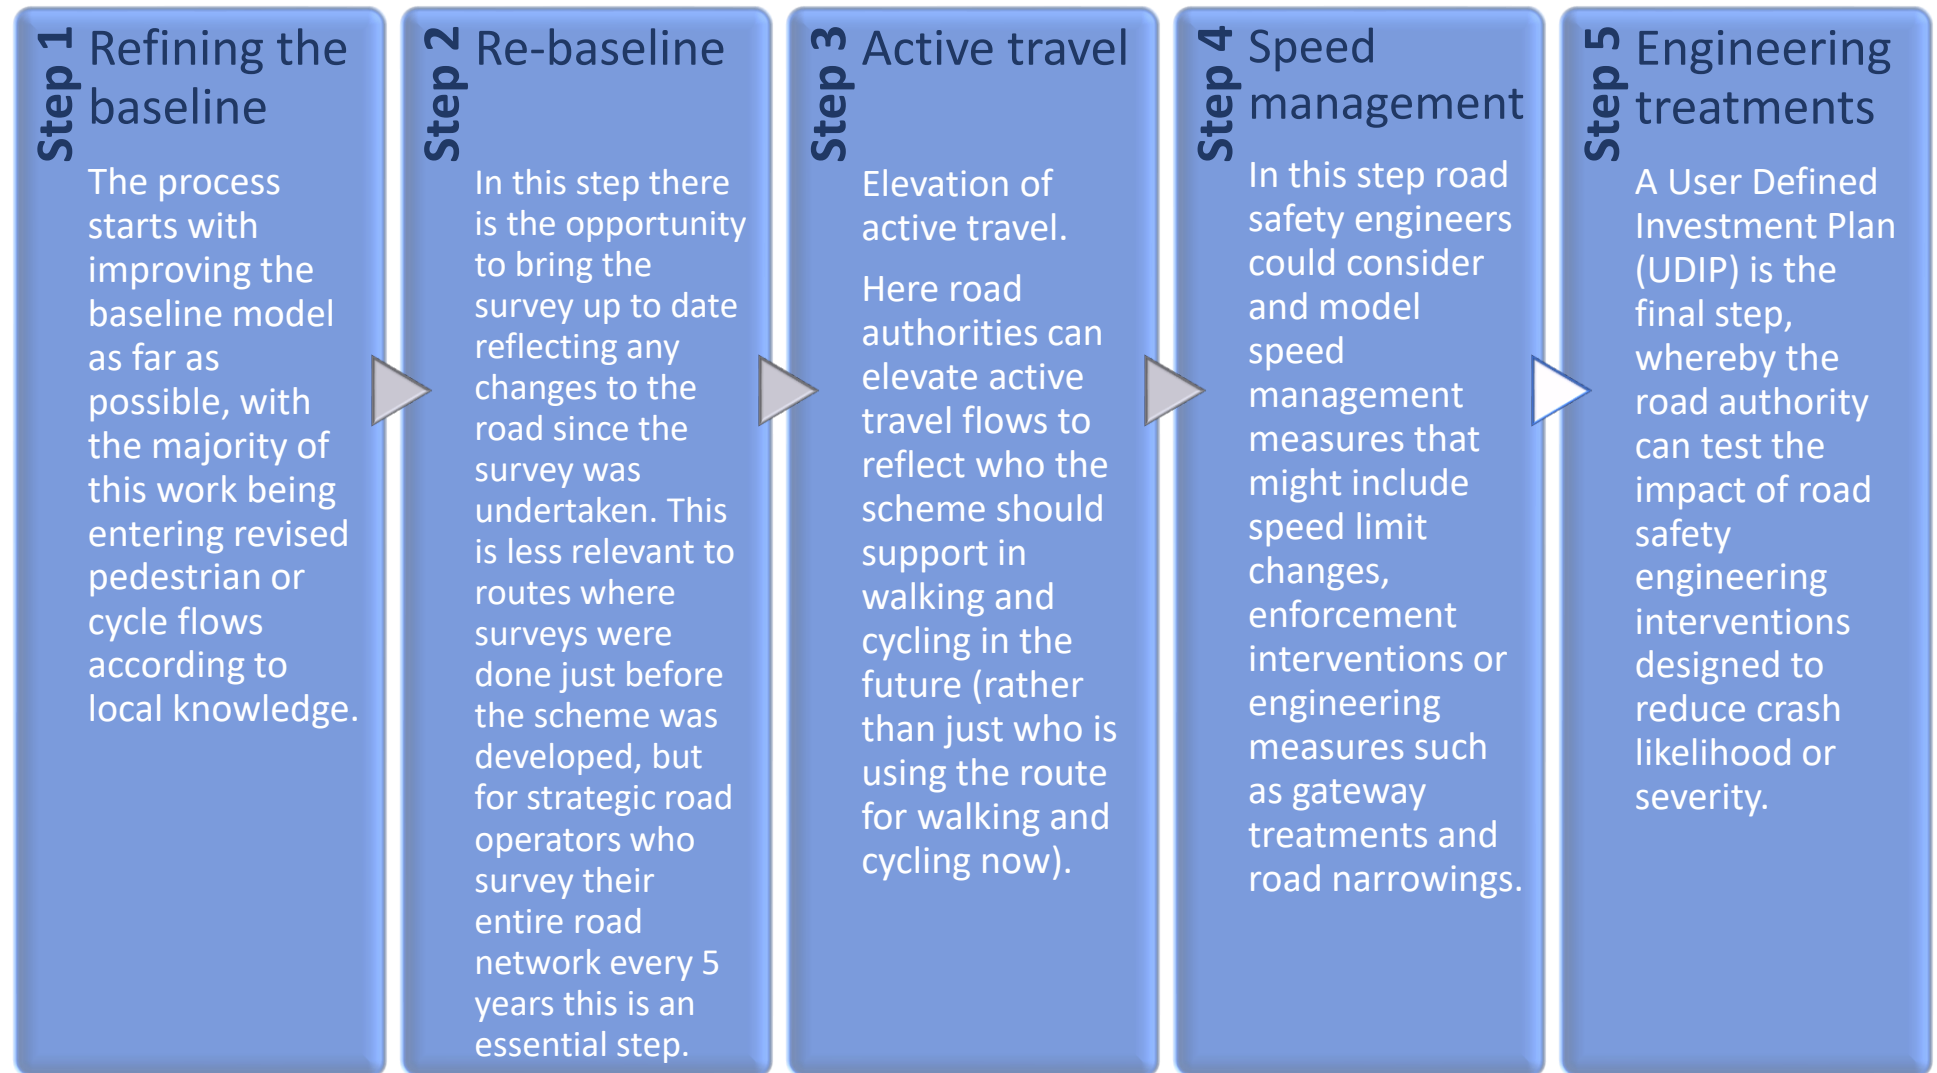 Step 1
Refining the
baseline
The process
starts with
improving the
baseline model
as far as
possible, with
the majority of
this work being
entering revised
pedestrian or
cycle flows
according to
local knowledge.
Step 2
Re-baseline
In this step there
is the opportunity
to bring the
survey up to date
reflecting any
changes to the
road since the
survey was
undertaken. This
is less relevant to
routes where
surveys were
done just before
the scheme was
developed, but
for strategic road
operators who
survey their
entire road
network every 5
years this is an
essential step.
Step 3
Active travel
Elevation of
active travel.
Here road
authorities can
elevate active
travel flows to
reflect who the
scheme should
support in
walking and
cycling in the
future (rather
than just who is
using the route
for walking and
cycling now).
Step 4
Speed
management
In this step road
safety engineers
could consider
and model
speed
management
measures that
might include
speed limit
changes,
enforcement
interventions or
engineering
measures such
as gateway
treatments and
road narrowings.
Step 5
Engineering
treatments
A User Defined
Investment Plan
(UDIP) is the
final step,
whereby the
road authority
can test the
impact of road
safety
engineering
interventions
designed to
reduce crash
likelihood or
severity.